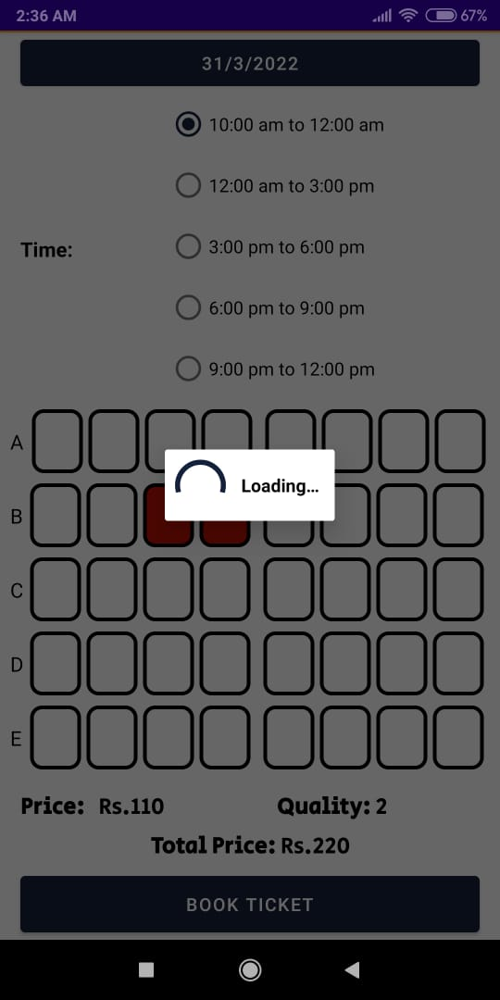 2:36 AM 67%
31/3/2022
10:00 am to 12:00 am
12:00 am to 3:00 pm
Time: 3:00 pm to 6:00 pm
6:00 pm to 9:00 pm
9:00 pm to 12:00 pm
A
Loading...
B
C
D
E
Price: Rs.110 Quality: 2
Total Price: Rs.220
BOOK TICKET